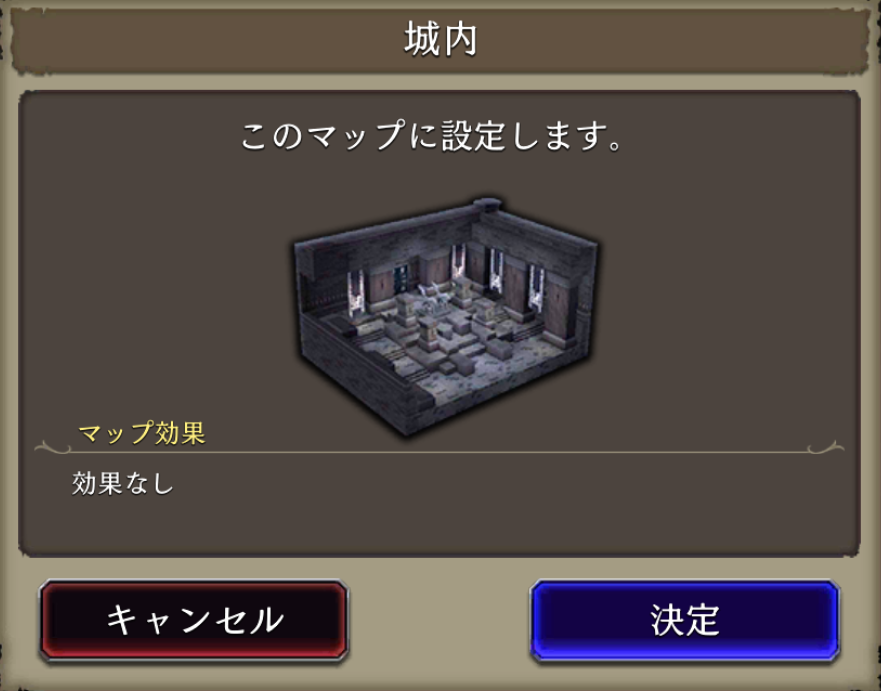 城内
このマップに設定します。
マップ効果
効果なし
キャンセル
決定